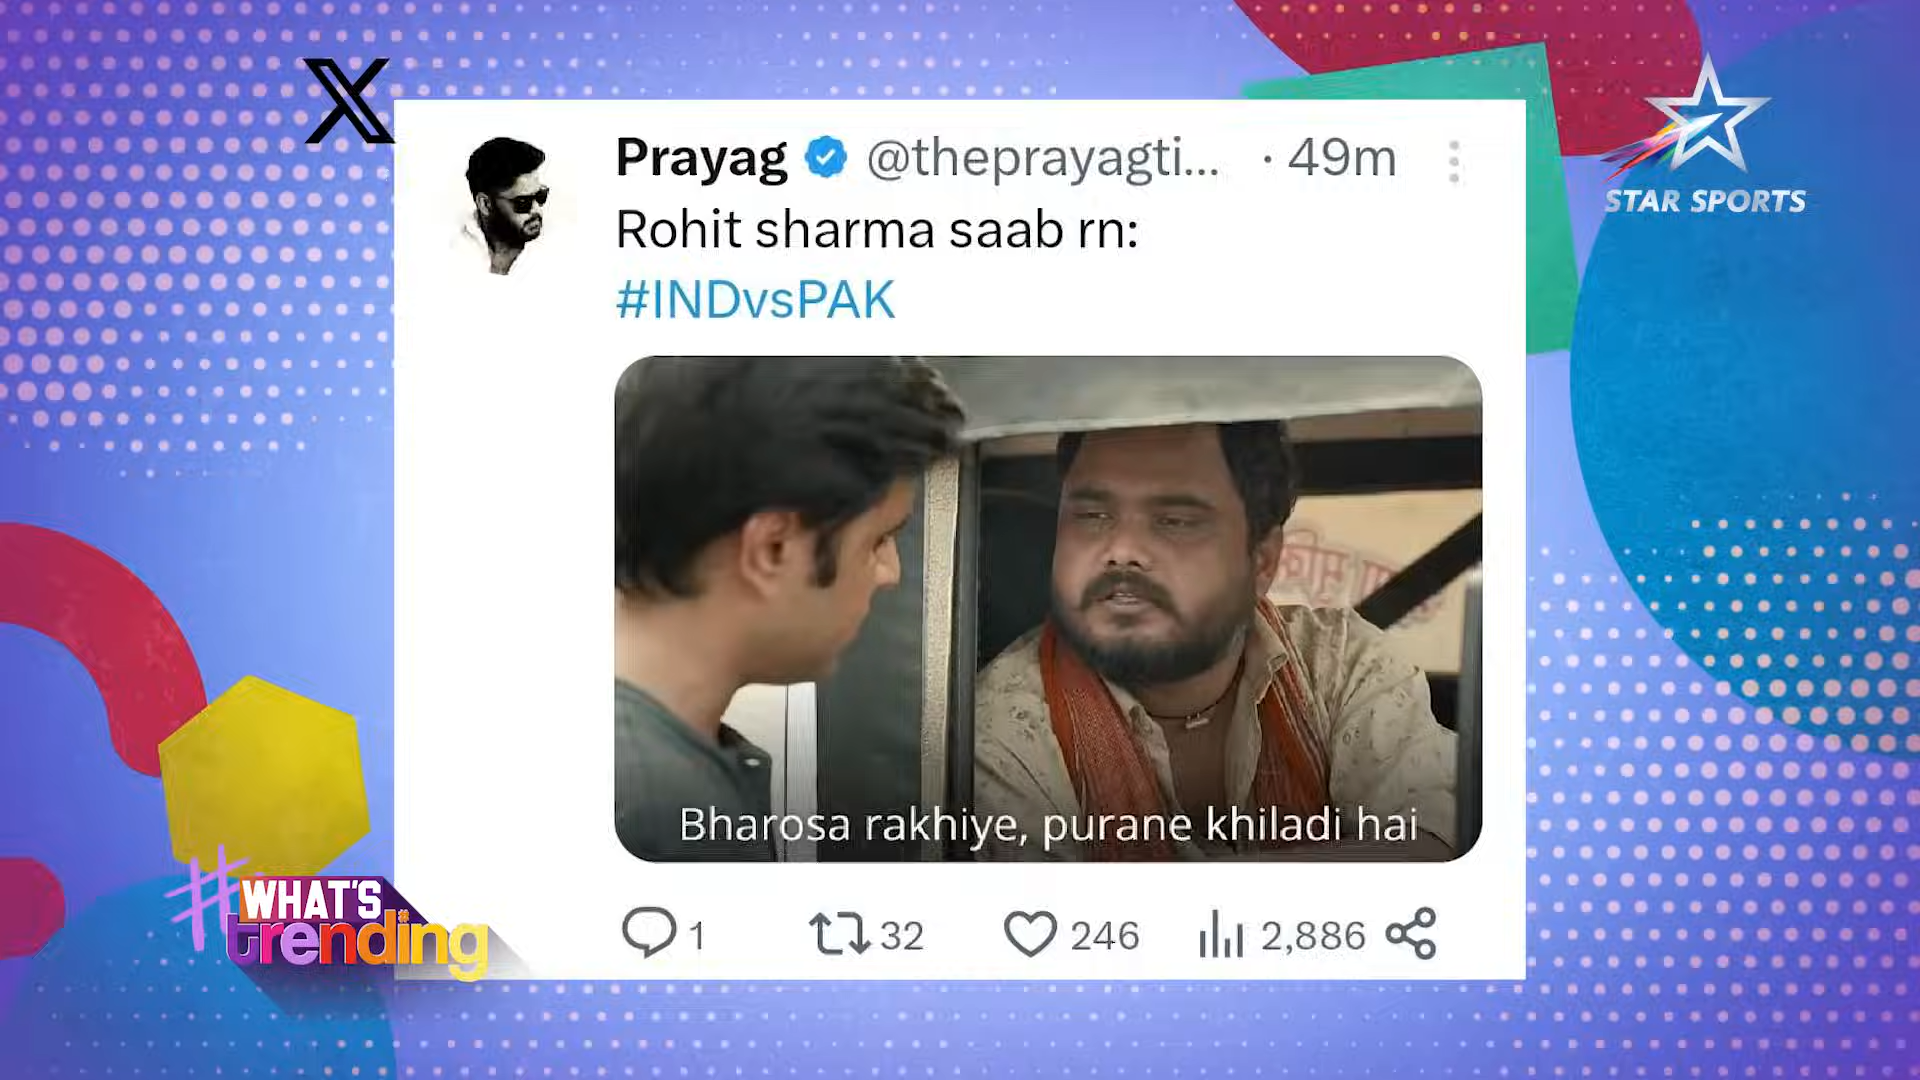 X
STAR SPORTS
Prayag @theprayagti... · 49m
Rohit sharma saab rn:
#INDvsPAK
Bharosa rakhiye, purane khiladi hai
1 32 246 2,886
#WHAT'S
trending